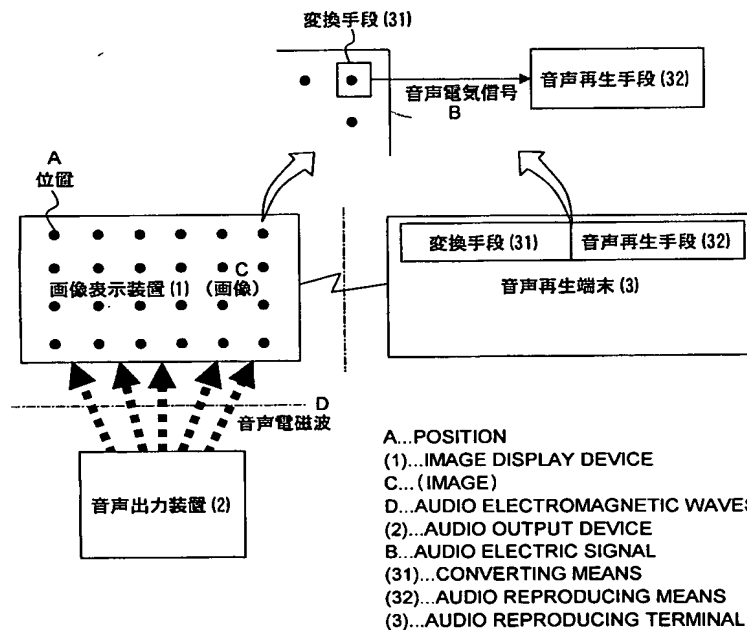 変換手段(31)
音声電気信号
B
音声再生手段(32)
A
位置
C
画像表示装置(1) (画像)
変換手段(31)
音声再生手段(32)
音声再生端末(3)
D
音声電磁波
音声出力装置(2)
A...POSITION
(1)...IMAGE DISPLAY DEVICE
C...(IMAGE)
D...AUDIO ELECTROMAGNETIC WAVES
(2)...AUDIO OUTPUT DEVICE
B...AUDIO ELECTRIC SIGNAL
(31)...CONVERTING MEANS
(32)...AUDIO REPRODUCING MEANS
(3)...AUDIO REPRODUCING TERMINAL